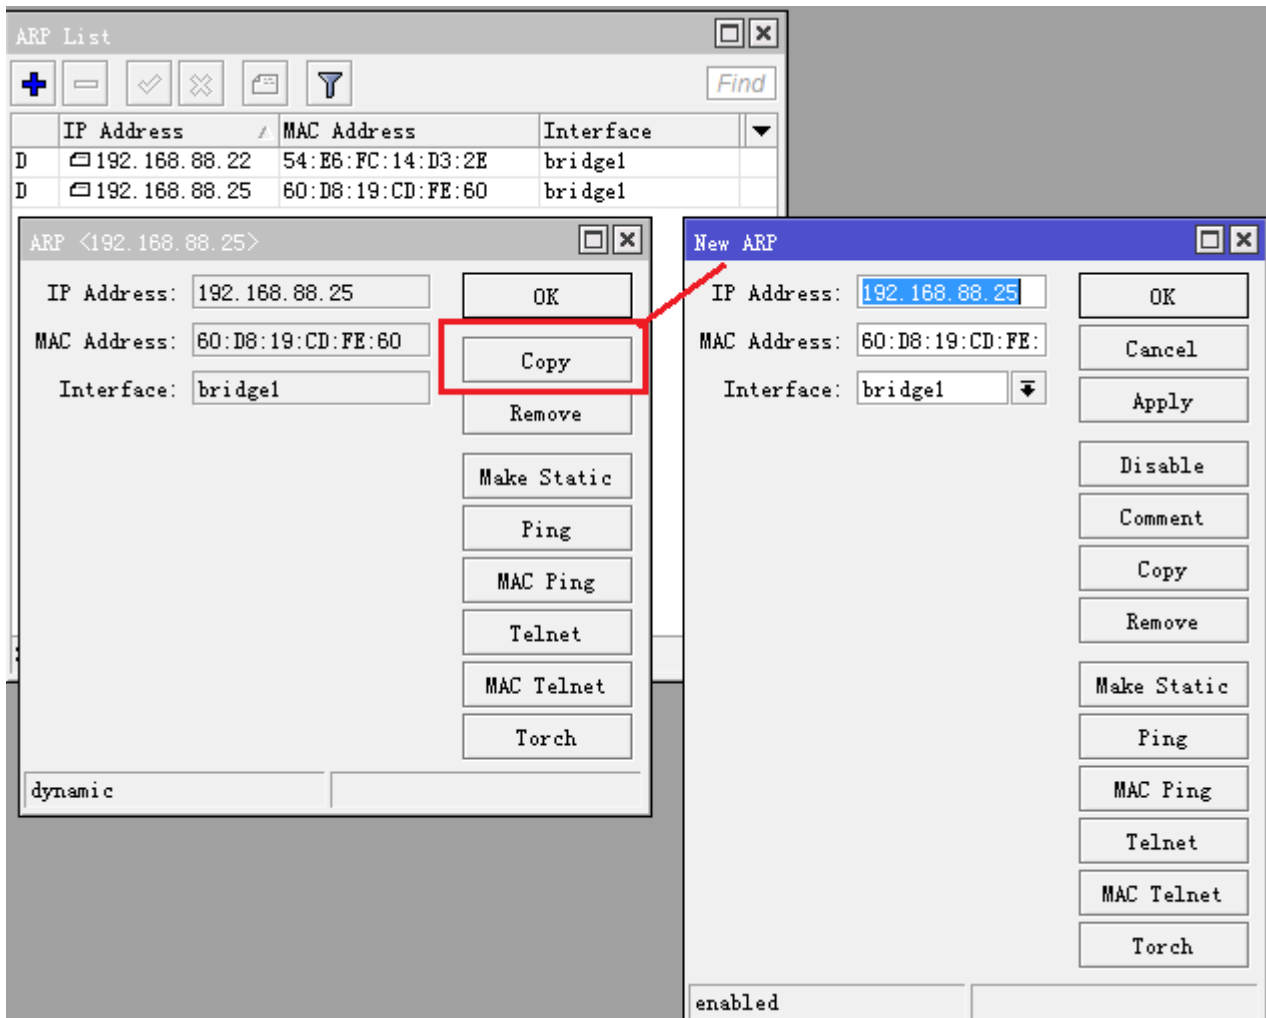 ARP List
Find
IP Address MAC Address Interface
D 192.168.88.22 54:E6:FC:14:D3:2E bridge1
D 192.168.88.25 60:D8:19:CD:FE:60 bridge1
ARP <192.168.88.25>
IP Address: 192.168.88.25
MAC Address: 60:D8:19:CD:FE:60
Interface: bridge1
OK
Copy
Remove
Make Static
Ping
MAC Ping
Telnet
MAC Telnet
Torch
dynamic
New ARP
IP Address: 192.168.88.25
MAC Address: 60:D8:19:CD:FE:
Interface: bridge1
OK
Cancel
Apply
Disable
Comment
Copy
Remove
Make Static
Ping
MAC Ping
Telnet
MAC Telnet
Torch
enabled